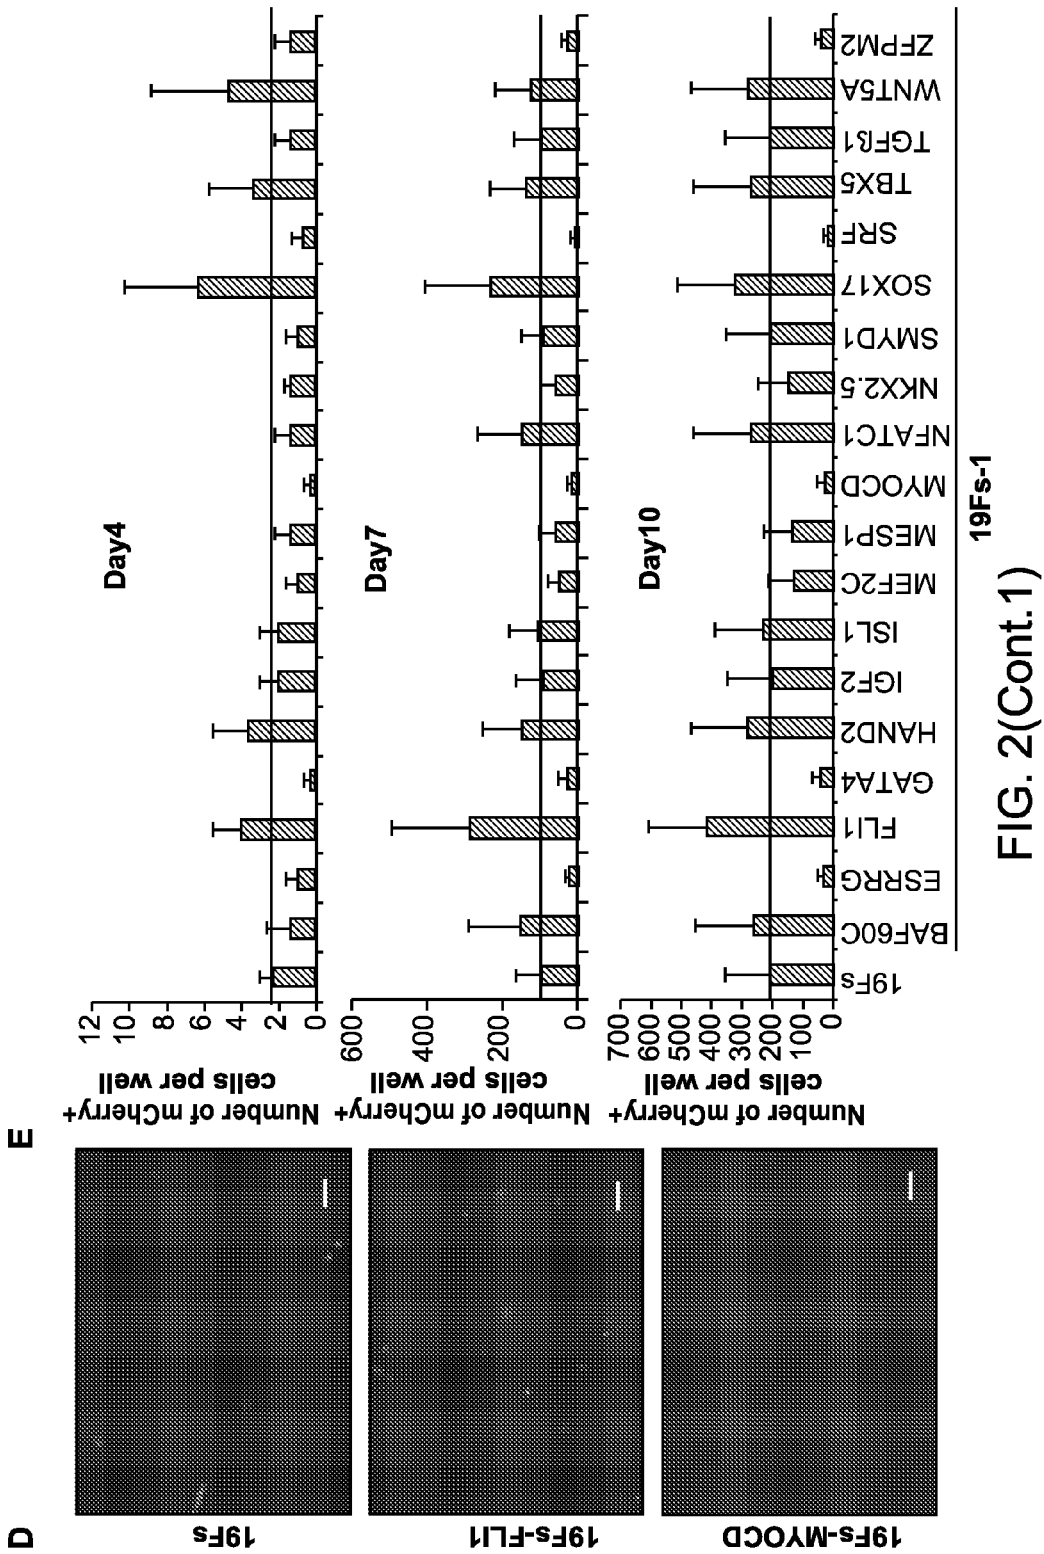 D
19Fs
19Fs-FLI1
19Fs-MYOCD
E
Number of mCherry+
cells per well
12
10
8
6
4
2
0
Day4
Number of mCherry+
cells per well
600
400
200
0
Day7
Number of mCherry+
cells per well
700
600
500
400
300
200
100
0
Day10
19Fs
BAF60C
ESRRG
FLI1
GATA4
HAND2
IGF2
ISL1
MEF2C
MESP1
MYOCD
NFATC1
NKX2.5
SMYD1
SOX17
SRF
TBX5
TGFß1
WNT5A
ZFPM2
19Fs-1
FIG. 2(Cont.1)